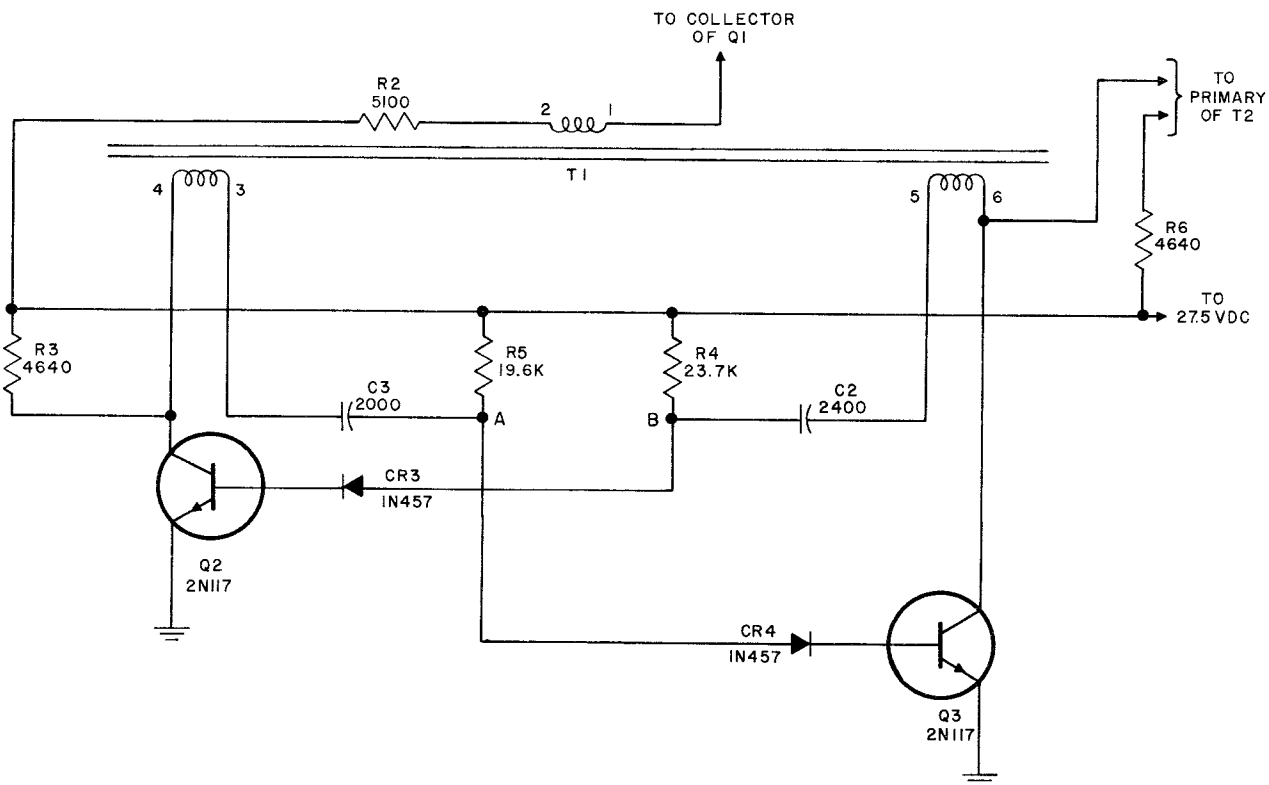 TO COLLECTOR
OF Q1
R2
5100
2
1
TO
PRIMARY
OF T2
T1
4
3
5
6
R6
4640
TO
27.5 VDC
R3
4640
R5
19.6K
R4
23.7K
C3
2000
C2
2400
A
B
CR3
1N457
Q2
2N117
CR4
1N457
Q3
2N117